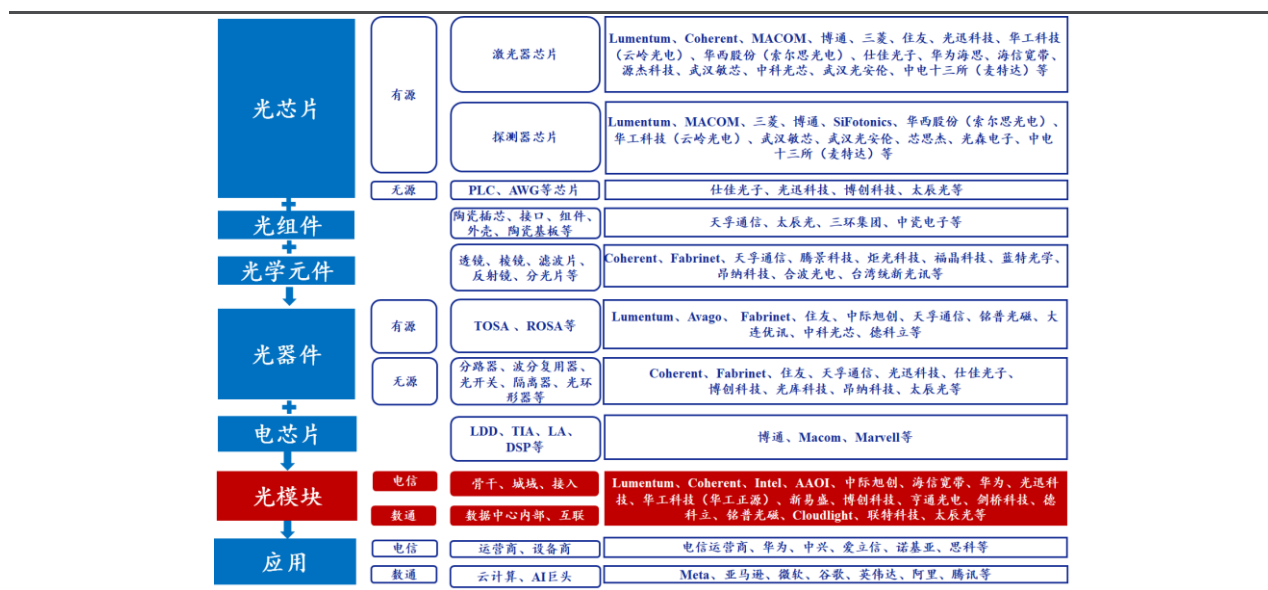 光芯片
有源
激光器芯片
Lumentum、Coherent、MACOM、博通、三菱、住友、光迅科技、华工科技
（云岭光电）、华西股份（索尔思光电）、仕佳光子、华为海思、海信宽带、
源杰科技、武汉敏芯、中科光芯、武汉光安伦、中电十三所（麦特达）等
探测器芯片
Lumentum、MACOM、三菱、博通、SiFotonics、华西股份（索尔思光电）、
华工科技（云岭光电）、武汉敏芯、武汉光安伦、芯思杰、光森电子、中电
十三所（麦特达）等
无源
PLC、AWG等芯片
仕佳光子、光迅科技、博创科技、太辰光等
光组件
陶瓷插芯、接口、组件、
外壳、陶瓷基板等
天孚通信、太辰光、三环集团、中瓷电子等
光学元件
透镜、棱镜、滤波片、
反射镜、分光片等
Coherent、Fabrinet、天孚通信、腾景科技、炬光科技、福晶科技、蓝特光学、
昂纳科技、合波光电、台湾统新光讯等
光器件
有源
TOSA 、ROSA等
Lumentum、Avago、 Fabrinet、住友、中际旭创、天孚通信、铭普光磁、大
连优讯、中科光芯、德科立等
无源
分路器、波分复用器、
光开关、隔离器、光环
形器等
Coherent、Fabrinet、住友、天孚通信、光迅科技、仕佳光子、
博创科技、光库科技、昂纳科技、太辰光等
电芯片
LDD、TIA、LA、
DSP等
博通、Macom、Marvell等
光模块
电信
骨干、城域、接入
数通
数据中心内部、互联
Lumentum、Coherent、Intel、AAOI、中际旭创、海信宽带、华为、光迅科
技、华工科技（华工正源）、新易盛、博创科技、亨通光电、剑桥科技、德
科立、铭普光磁、Cloudlight、联特科技、太辰光等
应用
电信
运营商、设备商
电信运营商、华为、中兴、爱立信、诺基亚、思科等
数通
云计算、AI巨头
Meta、亚马逊、微软、谷歌、英伟达、阿里、腾讯等